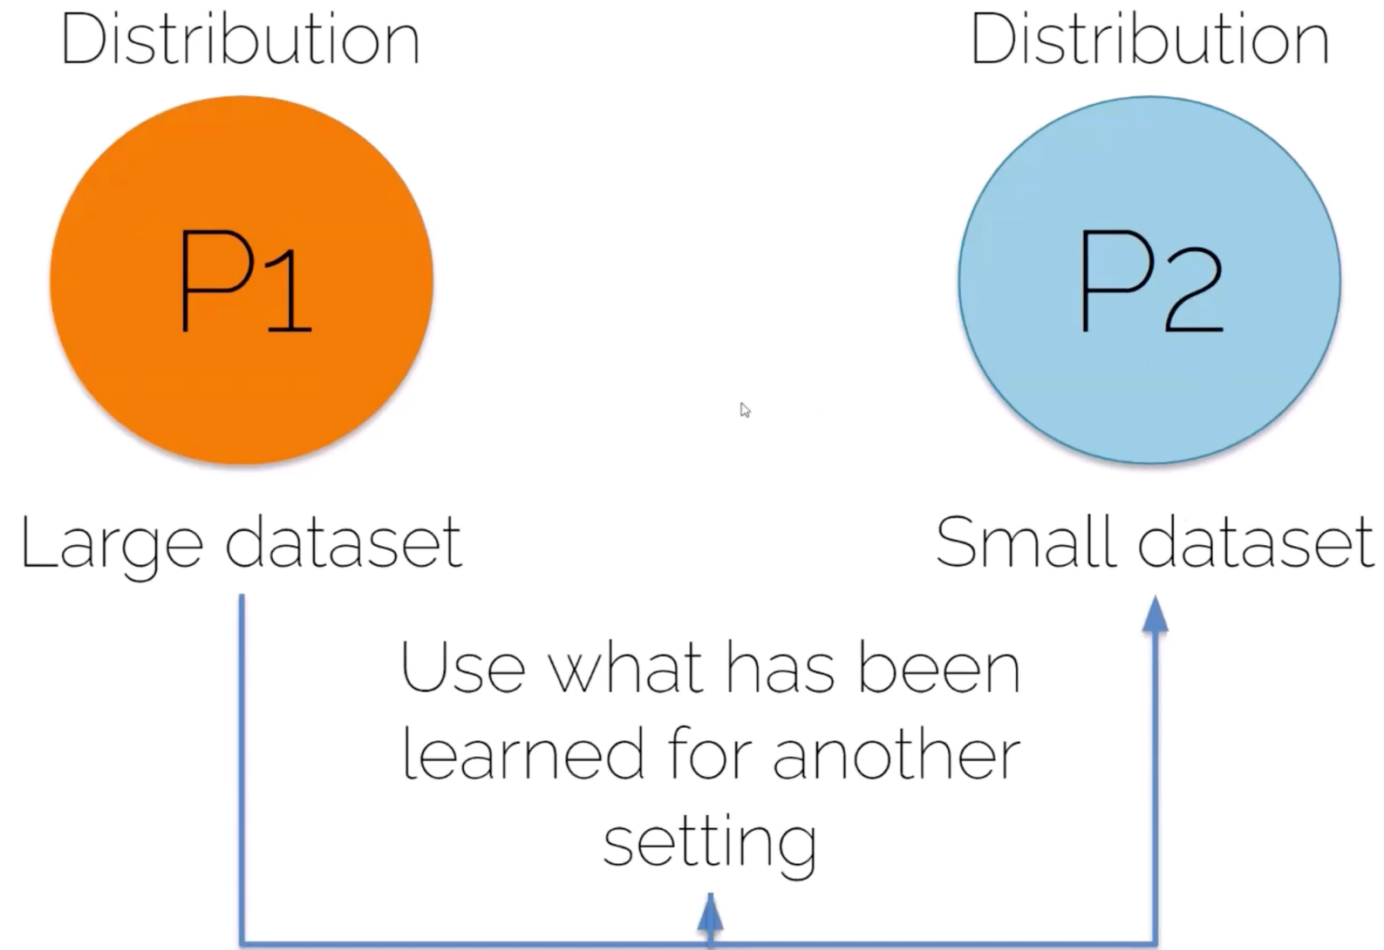 Distribution
Distribution
P1
P2
Large dataset
Small dataset
Use what has been
learned for another
setting